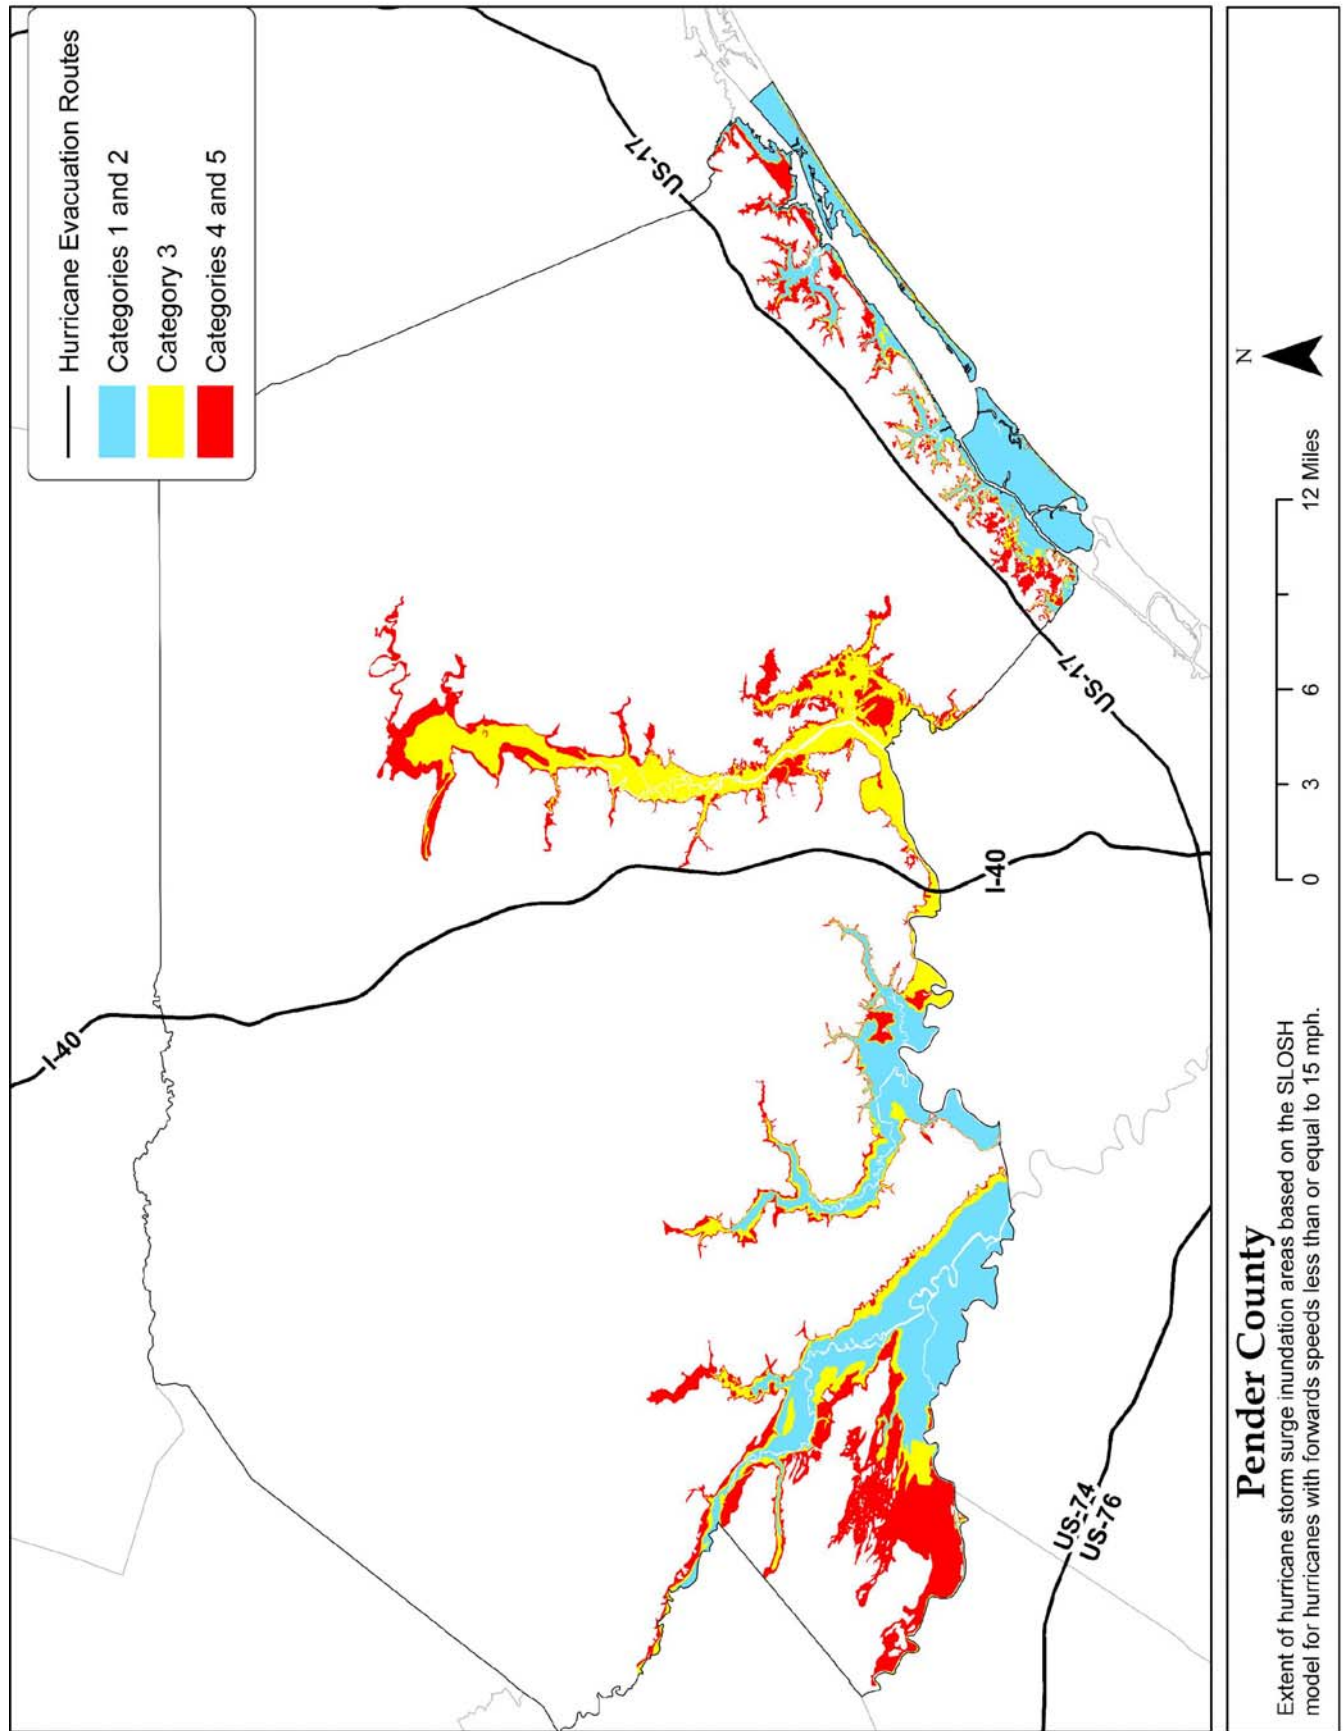 Hurricane Evacuation Routes
Categories 1 and 2
Category 3
Categories 4 and 5
I-40
US-17
I-40
US-17
US-74
US-76
Pender County
Extent of hurricane storm surge inundation areas based on the SLOSH
model for hurricanes with forwards speeds less than or equal to 15 mph.
0 3 6 12 Miles
N